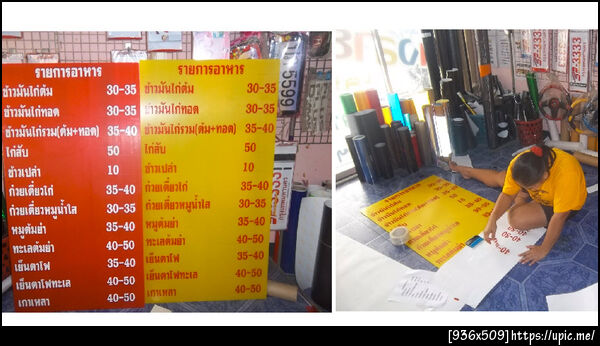 รายการอาหาร
ข้าวมันไก่ต้ม 30-35
ข้าวมันไก่ทอด 30-35
ข้าวมันไก่รวม(ต้ม+ทอด) 35-40
ไก่สับ 50
ข้าวเปล่า 10
ก๋วยเตี๋ยวไก่ 35-40
ก๋วยเตี๋ยวหมูน้ำใส 30-35
หมูต้มยำ 35-40
ทะเลต้มยำ 40-50
เย็นตาโฟ 35-40
เย็นตาโฟทะเล 40-50
เกาเหลา 40-50
รายการอาหาร
ข้าวมันไก่ต้ม 30-35
ข้าวมันไก่ทอด 30-35
ข้าวมันไก่รวม(ต้ม+ทอด) 35-40
ไก่สับ 50
ข้าวเปล่า 10
ก๋วยเตี๋ยวไก่ 35-40
ก๋วยเตี๋ยวหมูน้ำใส 30-35
หมูต้มยำ 35-40
ทะเลต้มยำ 40-50
เย็นตาโฟ 35-40
เย็นตาโฟทะเล 40-50
เกาเหลา 40-50
5509
รายการอาหาร
40-50
[936x509]https://upic.me/